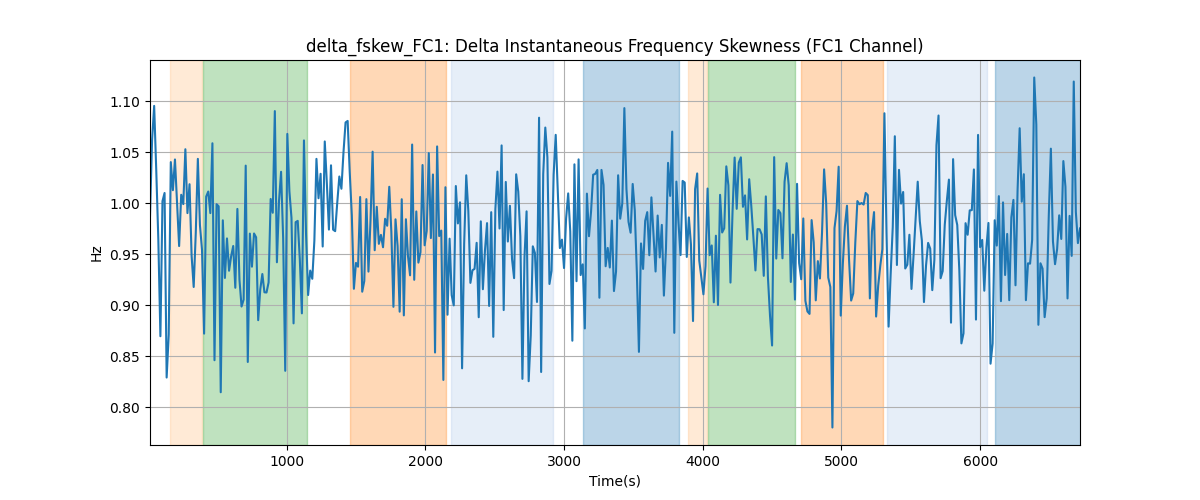 delta_fskew_FC1: Delta Instantaneous Frequency Skewness (FC1 Channel)
Hz
1.10
1.05
1.00
0.95
0.90
0.85
0.80
1000 2000 3000 4000 5000 6000
Time(s)